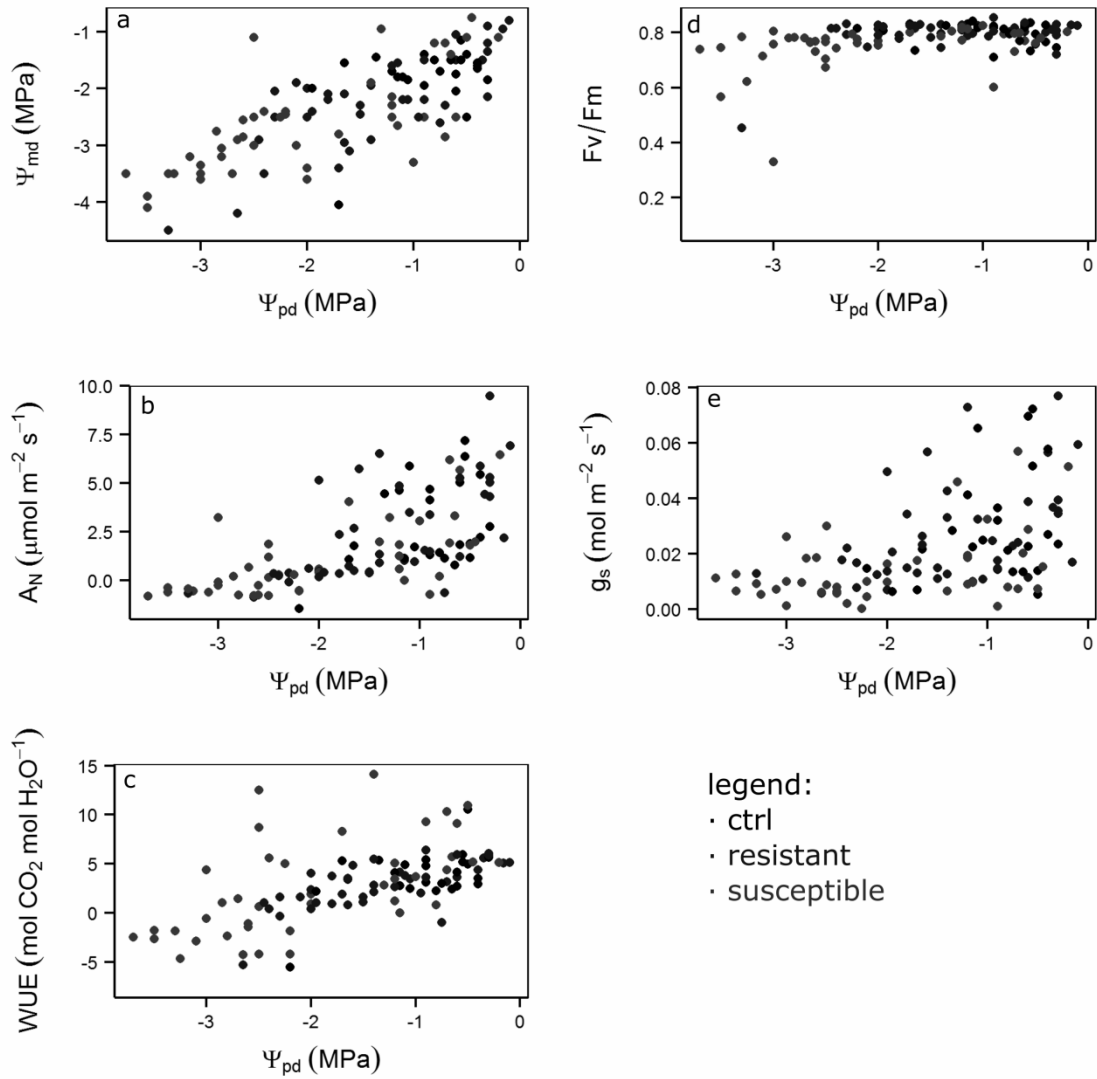 a
-1
-2
-3
-4
Ψmd (MPa)
-3 -2 -1 0
Ψpd (MPa)
d
0.8
0.6
0.4
0.2
Fv/Fm
-3 -2 -1 0
Ψpd (MPa)
b
10.0
7.5
5.0
2.5
0.0
AN (μmol m−2 s−1)
-3 -2 -1 0
Ψpd (MPa)
e
0.08
0.06
0.04
0.02
0.00
gs (mol m−2 s−1)
-3 -2 -1 0
Ψpd (MPa)
c
15
10
5
0
-5
WUE (mol CO2 mol H2O−1)
-3 -2 -1 0
Ψpd (MPa)
legend:
· ctrl
· resistant
· susceptible